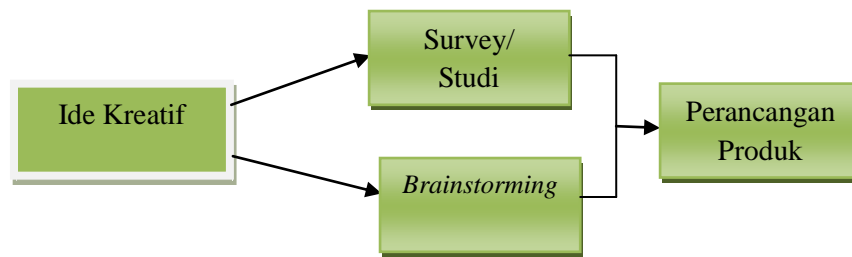 Ide Kreatif
Survey/
Studi
Brainstorming
Perancangan
Produk